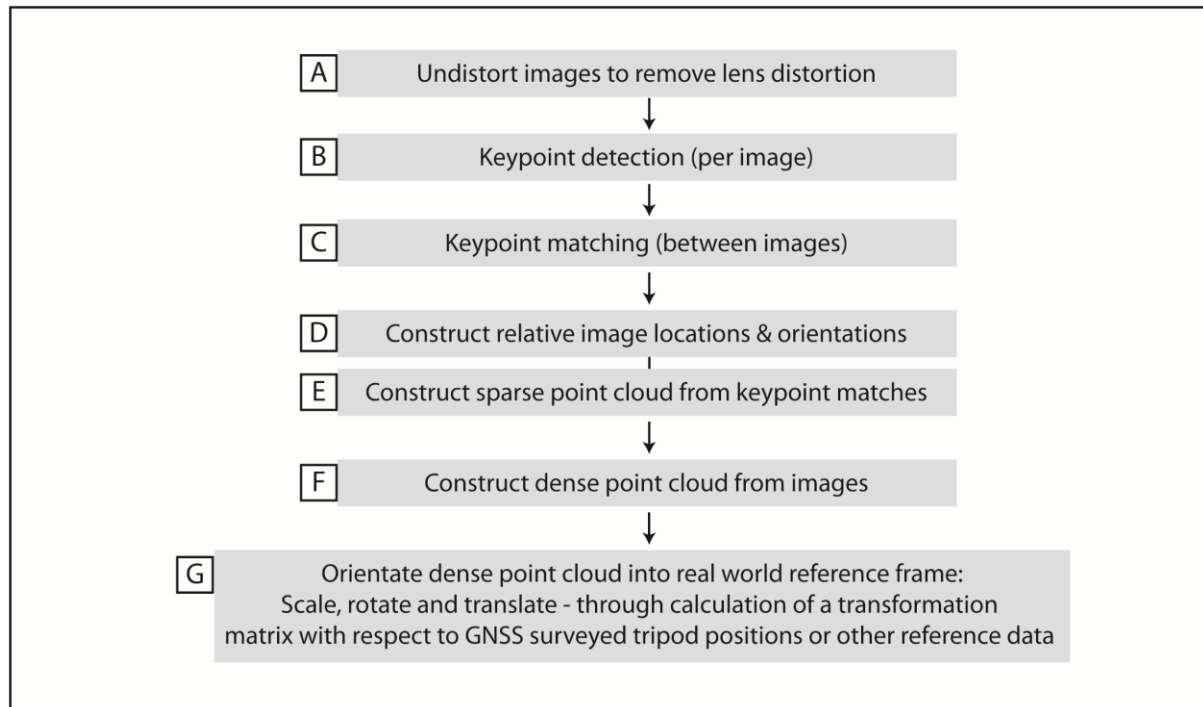 A Undistort images to remove lens distortion
B Keypoint detection (per image)
C Keypoint matching (between images)
D Construct relative image locations & orientations
E Construct sparse point cloud from keypoint matches
F Construct dense point cloud from images
G Orientate dense point cloud into real world reference frame:
Scale, rotate and translate - through calculation of a transformation
matrix with respect to GNSS surveyed tripod positions or other reference data